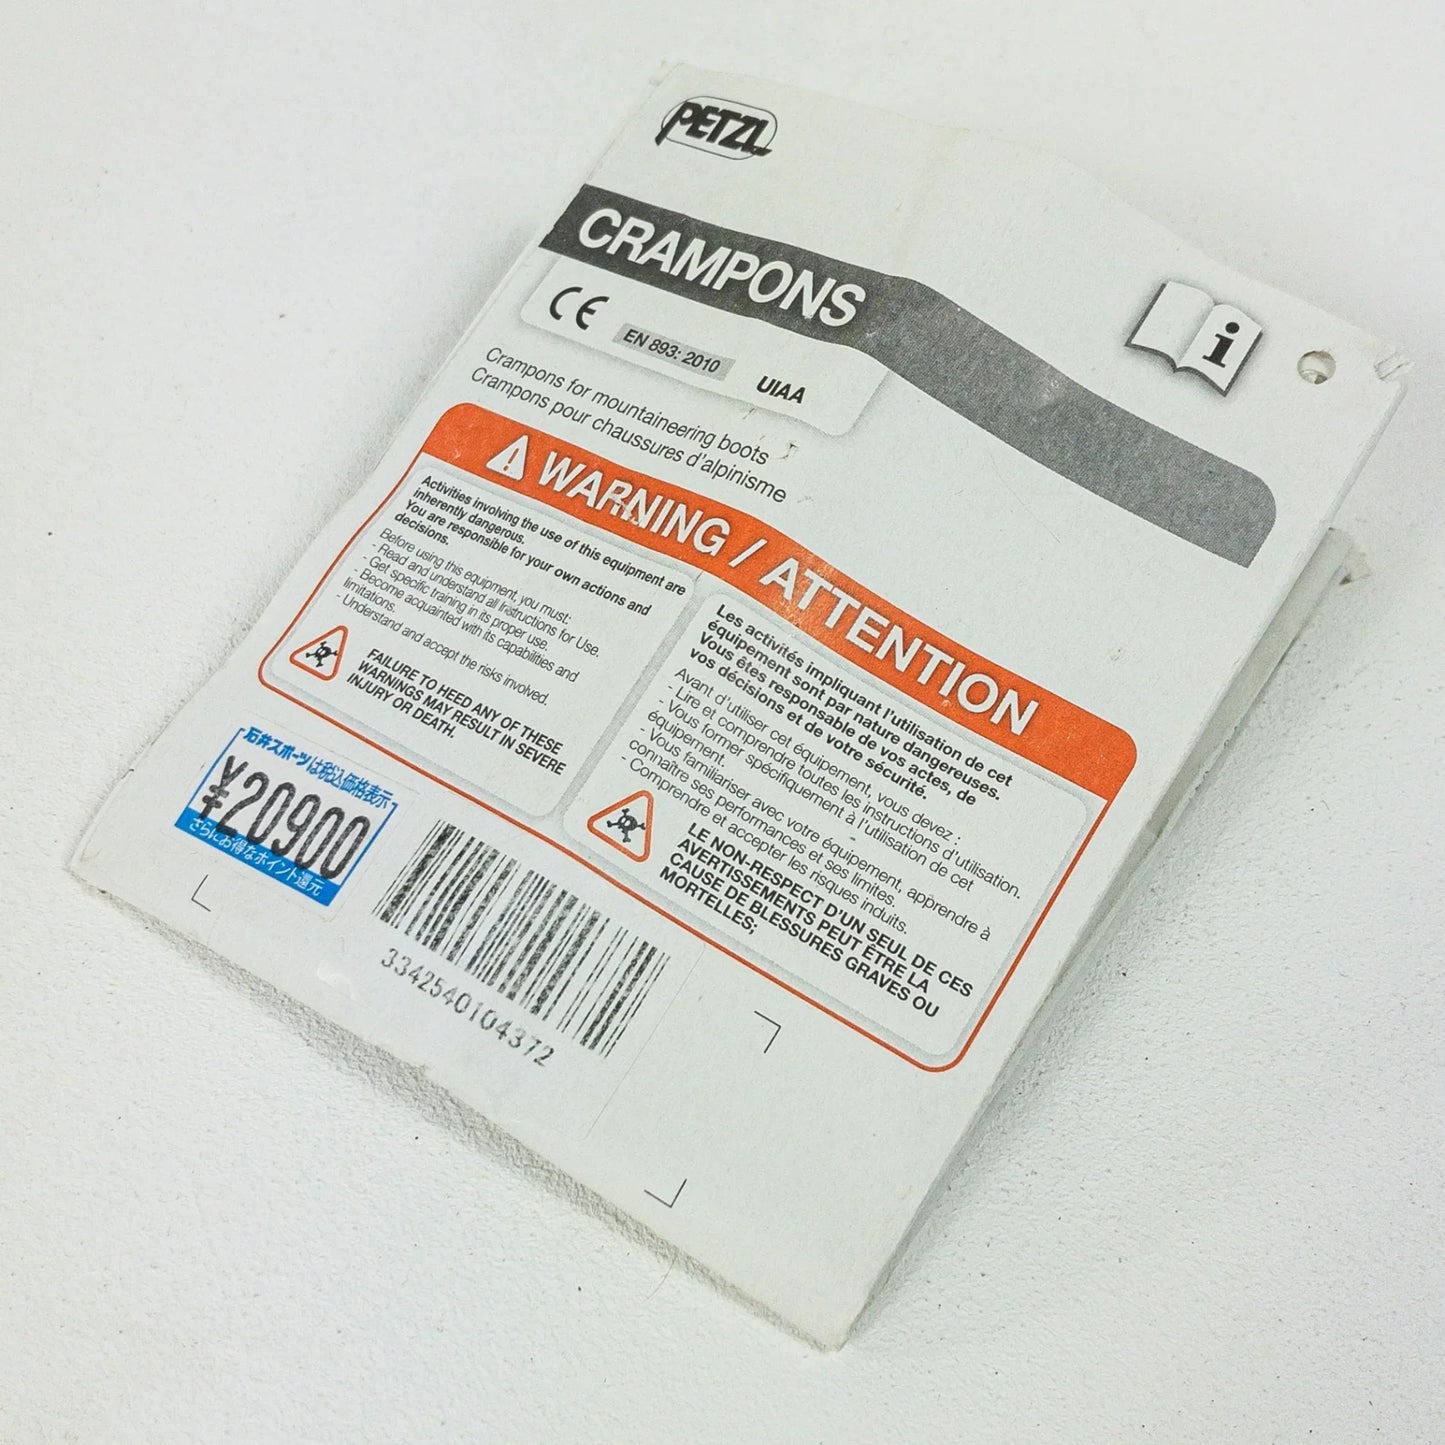 PETZL
CRAMPONS
i
CE EN 893: 2010 UIAA
Crampons for mountaineering boots
Crampons pour chaussures d'alpinisme
WARNING / ATTENTION
Activities involving the use of this equipment are
inherently dangerous.
You are responsible for your own actions and
decisions.
Before using this equipment, you must:
- Read and understand all Instructions for Use.
- Get specific training in its proper use.
- Become acquainted with its capabilities and
limitations.
- Understand and accept the risks involved.
FAILURE TO HEED ANY OF THESE
WARNINGS MAY RESULT IN SEVERE
INJURY OR DEATH.
Les activités impliquant l'utilisation de cet
équipement sont par nature dangereuses.
Vous êtes responsable de vos actes, de
vos décisions et de votre sécurité.
Avant d'utiliser cet équipement, vous devez :
- Lire et comprendre toutes les instructions d'utilisation.
- Vous former spécifiquement à l'utilisation de cet
équipement.
- Vous familiariser avec votre équipement, apprendre à
connaître ses performances et ses limites.
- Comprendre et accepter les risques induits.
LE NON-RESPECT D'UN SEUL DE CES
AVERTISSEMENTS PEUT ÊTRE LA
CAUSE DE BLESSURES GRAVES OU
MORTELLES;
石井スポーツは税込価格表示
¥20900
さらにお得なポイント還元
3342540104372